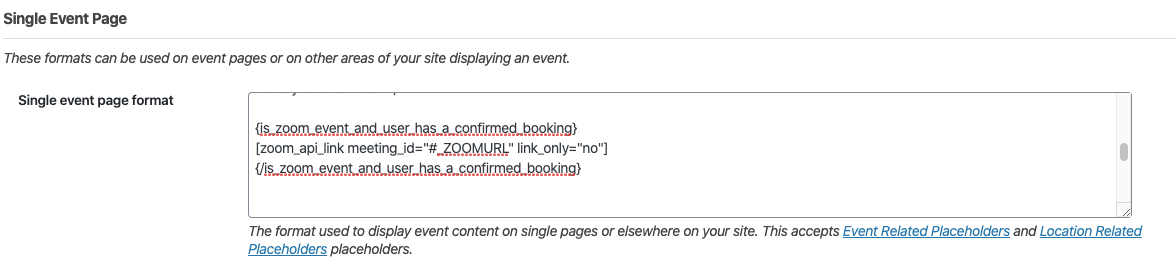 Single Event Page
These formats can be used on event pages or on other areas of your site displaying an event.
Single event page format
{is_zoom_event_and_user_has_a_confirmed_booking}
[zoom_api_link meeting_id="#_ZOOMURL" link_only="no"]
{/is_zoom_event_and_user_has_a_confirmed_booking}
The format used to display event content on single pages or elsewhere on your site. This accepts Event Related Placeholders and Location Related
Placeholders placeholders.